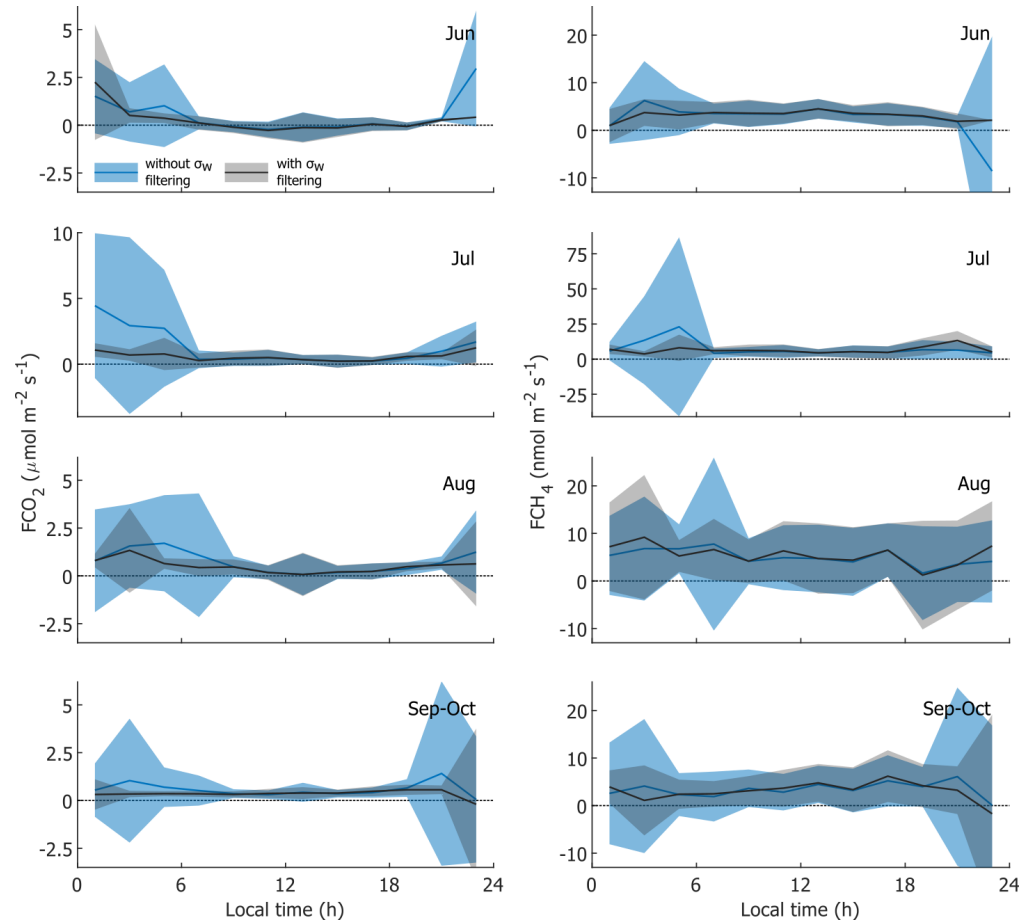 Jun
5
2.5
0
-2.5
without σw
filtering
with σw
filtering
Jun
20
10
0
-10
Jul
10
5
0
Jul
75
50
25
0
-25
FCO2 (μmol m-2 s-1)
FCH4 (nmol m-2 s-1)
Aug
5
2.5
0
-2.5
Aug
20
10
0
-10
Sep-Oct
5
2.5
0
-2.5
0 6 12 18 24
Local time (h)
Sep-Oct
20
10
0
-10
0 6 12 18 24
Local time (h)